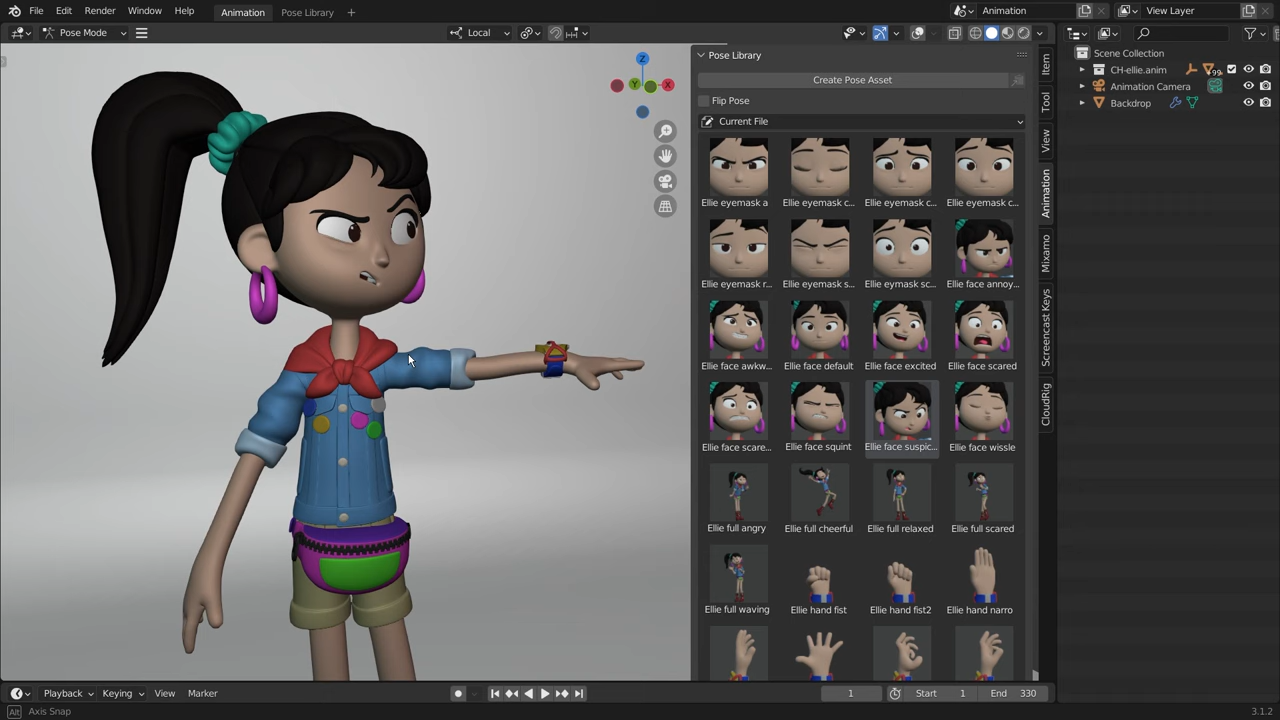 File Edit Render Window Help Animation Pose Library + Animation View Layer
Pose Mode Local
Pose Library
Create Pose Asset
Flip Pose
Current File
Ellie eyemask a Ellie eyemask c... Ellie eyemask c... Ellie eyemask c...
Ellie eyemask r... Ellie eyemask s... Ellie eymask sc... Ellie face annoy...
Ellie face awkw... Ellie face default Ellie face excited Ellie face scared
Ellie face scare... Ellie face squint Ellie face suspic... Ellie face wissle
Ellie full angry Ellie full cheerful Ellie full relaxed Ellie full scared
Ellie full waving Ellie hand fist Ellie hand fist2 Ellie hand narro
Z
Y
X
Item
Tool
View
Animation
Mixamo
Screencast Keys
CloudRig
Scene Collection
CH-ellie.anim 99
Animation Camera
Backdrop
Playback Keying View Marker 1 Start 1 End 330
Alt Axis Snap 3.1.2